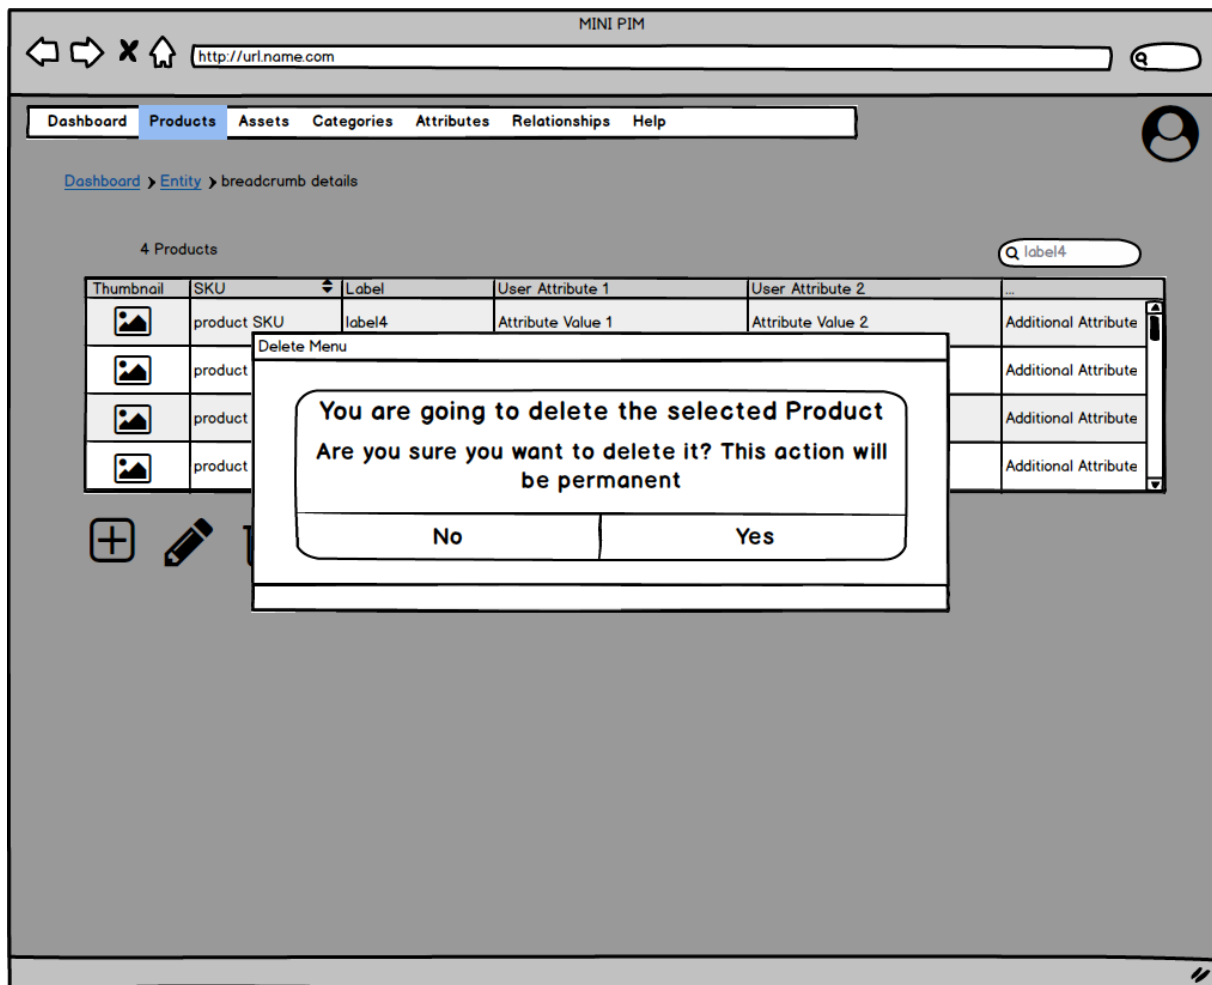 MINI PIM
http://url.name.com
Dashboard Products Assets Categories Attributes Relationships Help
Dashboard > Entity > breadcrumb details
4 Products
label4
Thumbnail SKU Label User Attribute 1 User Attribute 2 ...
product SKU label4 Attribute Value 1 Attribute Value 2 Additional Attribute
Delete Menu
product Additional Attribute
product Additional Attribute
product Additional Attribute
You are going to delete the selected Product
Are you sure you want to delete it? This action will
be permanent
No Yes